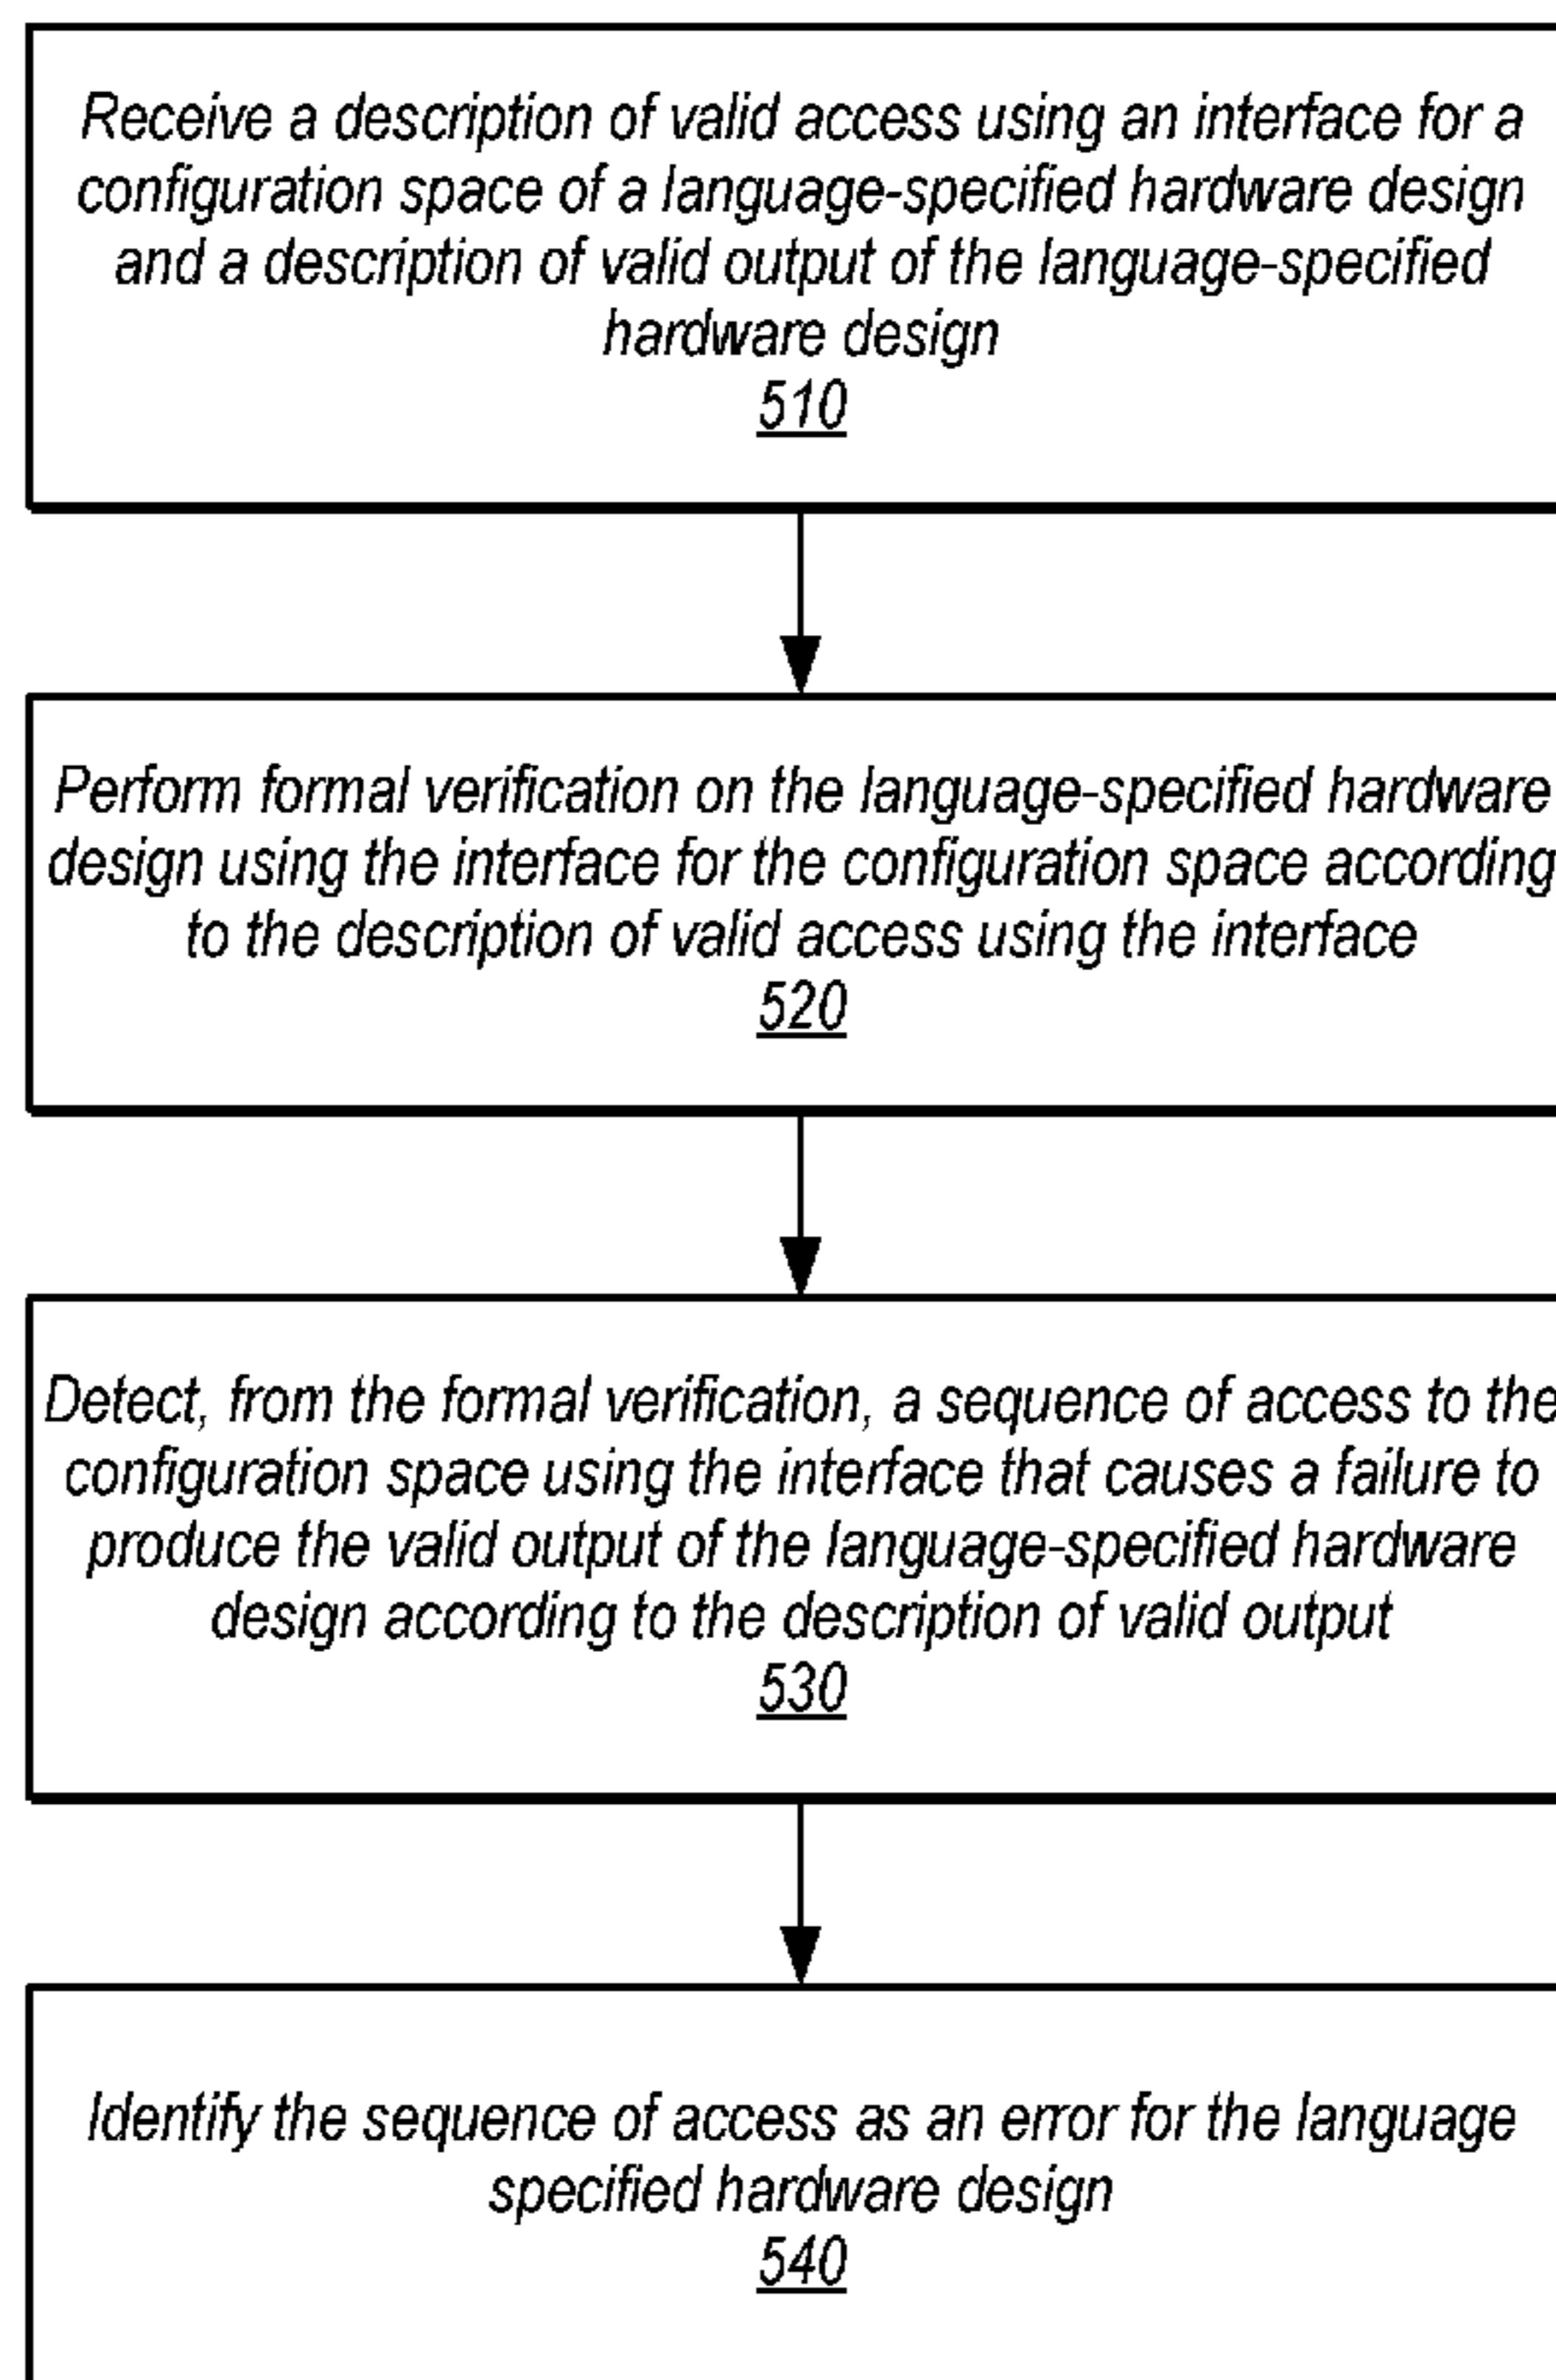 Receive a description of valid access using an interface for a
configuration space of a language-specified hardware design
and a description of valid output of the language-specified
hardware design
510
Perform formal verification on the language-specified hardware
design using the interface for the configuration space according
to the description of valid access using the interface
520
Detect, from the formal verification, a sequence of access to the
configuration space using the interface that causes a failure to
produce the valid output of the language-specified hardware
design according to the description of valid output
530
Identify the sequence of access as an error for the language
specified hardware design
540